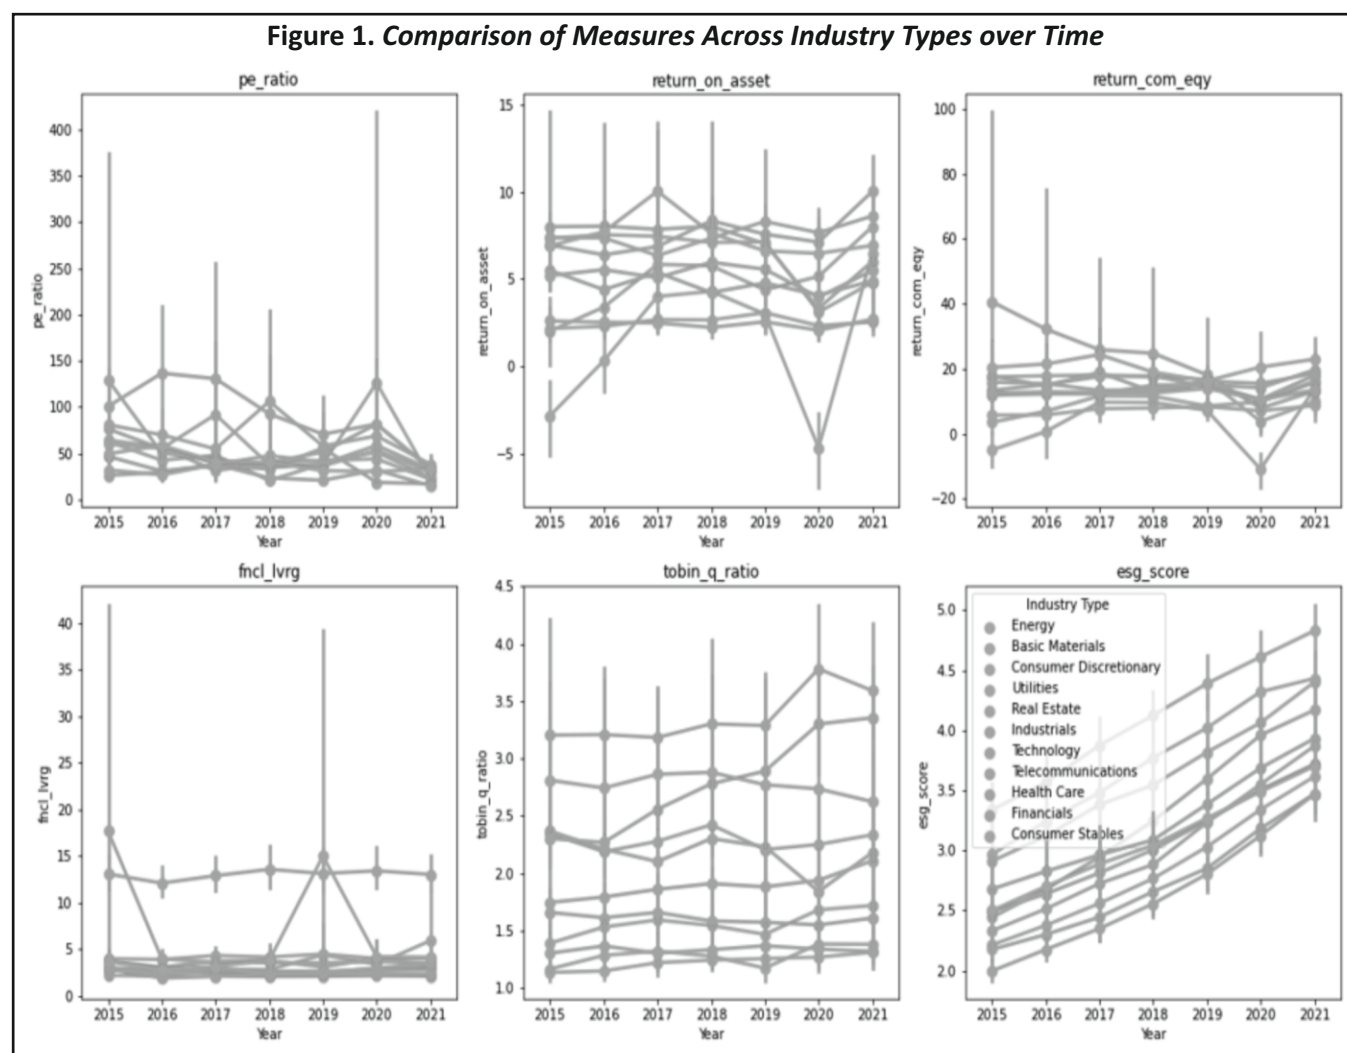 Figure 1. Comparison of Measures Across Industry Types over Time
pe_ratio
return_on_asset
return_com_eqy
400
350
300
250
200
150
100
50
0
pe_ratio
2015 2016 2017 2018 2019 2020 2021
Year
15
10
5
0
−5
return_on_asset
2015 2016 2017 2018 2019 2020 2021
Year
100
80
60
40
20
0
−20
return_com_eqy
2015 2016 2017 2018 2019 2020 2021
Year
fncl_lvrg
tobin_q_ratio
esg_score
40
35
30
25
20
15
10
5
0
fncl_lvrg
2015 2016 2017 2018 2019 2020 2021
Year
4.5
4.0
3.5
3.0
2.5
2.0
1.5
1.0
tobin_q_ratio
2015 2016 2017 2018 2019 2020 2021
Year
5.0
4.5
4.0
3.5
3.0
2.5
2.0
esg_score
Industry Type
Energy
Basic Materials
Consumer Discretionary
Utilities
Real Estate
Industrials
Technology
Telecommunications
Health Care
Financials
Consumer Stables
2015 2016 2017 2018 2019 2020 2021
Year